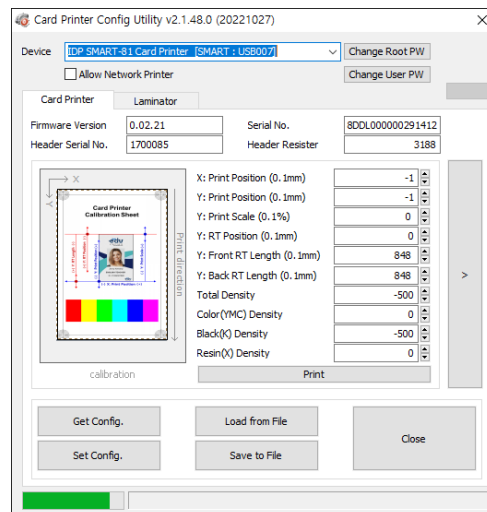 Card Printer Config Utility v2.1.48.0 (20221027)
Device IDP SMART-81 Card Printer [SMART : USB007] Change Root PW
Allow Network Printer Change User PW
Card Printer Laminator
Firmware Version 0.02.21 Serial No. 8DDL000000291412
Header Serial No. 1700085 Header Resister 3188
X
Y
Card Printer
Calibration Sheet
Print direction
calibration
X: Print Position (0.1mm) -1
Y: Print Position (0.1mm) -1
Y: Print Scale (0.1%) 0
Y: RT Position (0.1mm) 0
Y: Front RT Length (0.1mm) 848
Y: Back RT Length (0.1mm) 848
Total Density -500
Color(YMC) Density 0
Black(K) Density -500
Resin(X) Density 0
Print
>
Get Config. Load from File Close
Set Config. Save to File